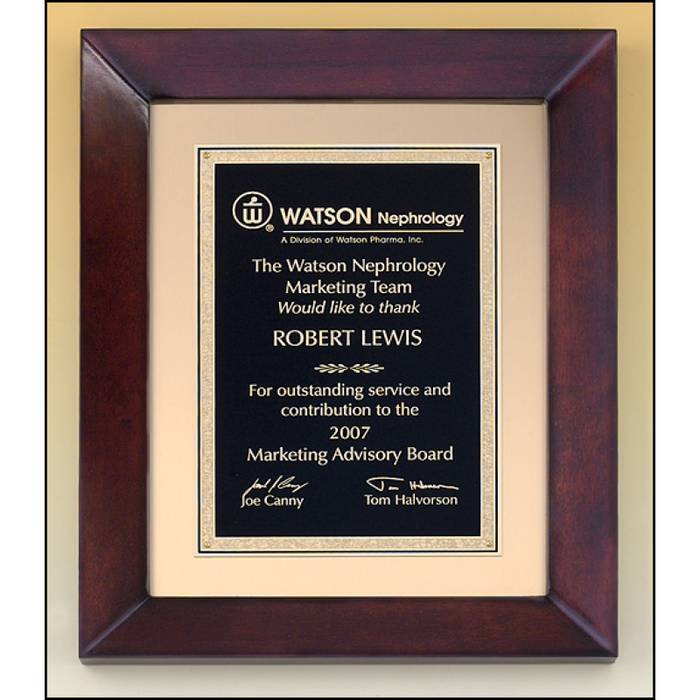 WATSON Nephrology
A Division of Watson Pharma, Inc.
The Watson Nephrology
Marketing Team
Would like to thank
ROBERT LEWIS
For outstanding service and
contribution to the
2007
Marketing Advisory Board
Joe Canny Tom Halvorson